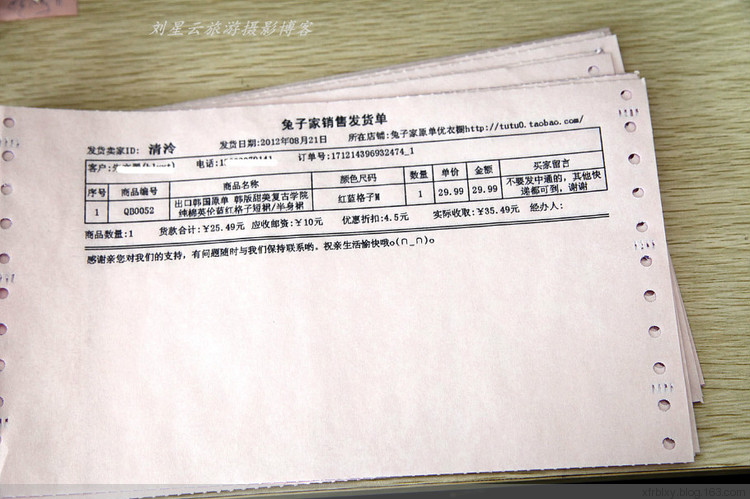 刘星云旅游摄影博客
兔子家销售发货单
发货卖家ID: 清泠 发货日期:2012年08月21日 所在店铺:兔子家原单优衣橱http://tutu0.taobao.com/
客户: 电话: 订单号:171214396932474_1
序号 商品编号 商品名称 颜色尺码 数量 单价 金额 买家留言
1 QB0052 出口韩国原单 韩版甜美复古学院 红蓝格子M 1 29.99 29.99 不要发中通的，其他快
纯棉英伦蓝红格子短裙/半身裙 递都可到，谢谢
商品数量:1 货款合计:￥25.49元 应收邮资:￥10元 优惠折扣:4.5元 实际收取:￥35.49元 经办人:
感谢亲您对我们的支持，有问题随时与我们保持联系哟，祝亲生活愉快哦o(∩_∩)o
xlrblxy.blog.163.com